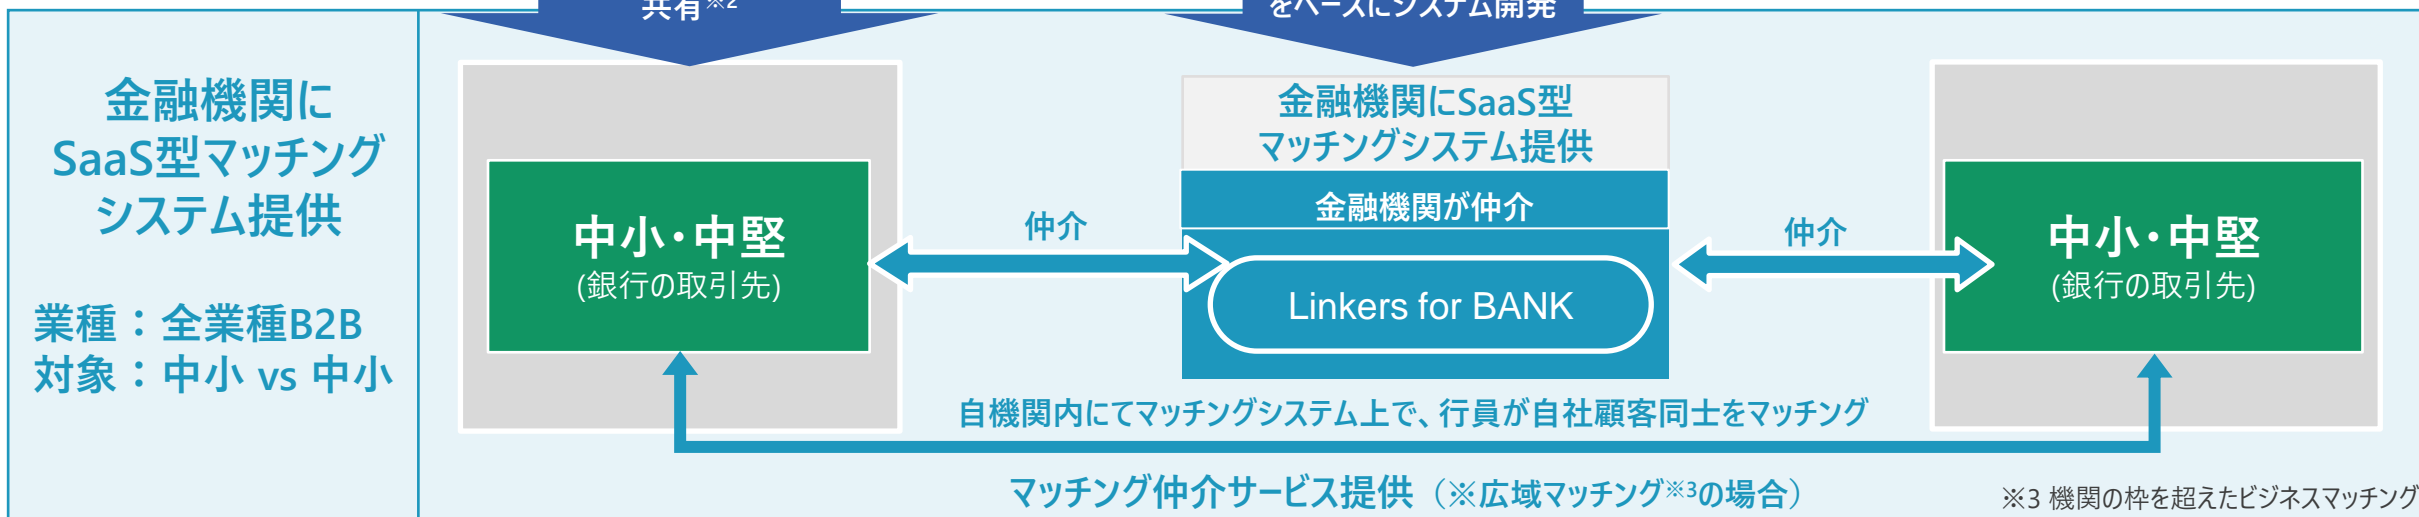 共有※2
をベースにシステム開発
金融機関に
SaaS型マッチング
システム提供
業種：全業種B2B
対象：中小 vs 中小
中小・中堅
(銀行の取引先)
仲介
金融機関にSaaS型
マッチングシステム提供
金融機関が仲介
Linkers for BANK
仲介
中小・中堅
(銀行の取引先)
自機関内にてマッチングシステム上で、行員が自社顧客同士をマッチング
マッチング仲介サービス提供（※広域マッチング※3の場合）
※3 機関の枠を超えたビジネスマッチング